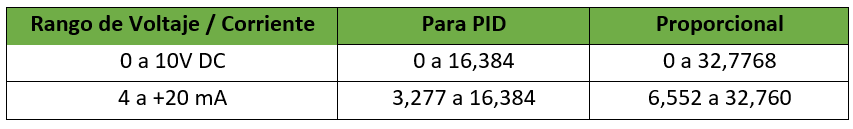 Rango de Voltaje / Corriente Para PID Proporcional
0 a 10V DC 0 a 16,384 0 a 32,7768
4 a +20 mA 3,277 a 16,384 6,552 a 32,760